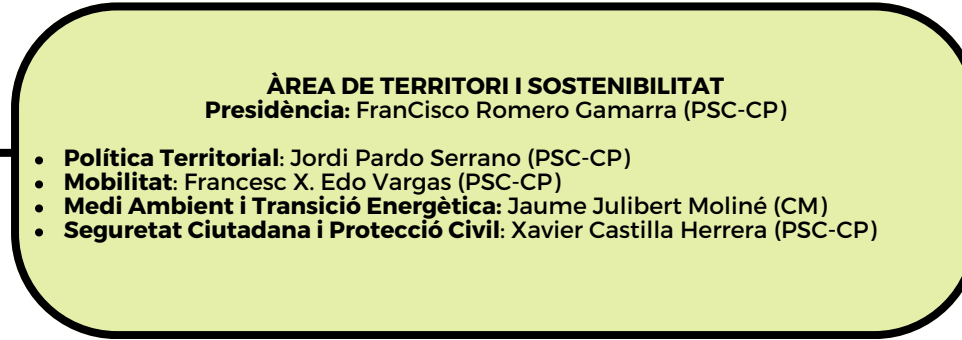 ÀREA DE TERRITORI I SOSTENIBILITAT
Presidència: FranCisco Romero Gamarra (PSC-CP)
• Política Territorial: Jordi Pardo Serrano (PSC-CP)
• Mobilitat: Francesc X. Edo Vargas (PSC-CP)
• Medi Ambient i Transició Energètica: Jaume Julibert Moliné (CM)
• Seguretat Ciutadana i Protecció Civil: Xavier Castilla Herrera (PSC-CP)